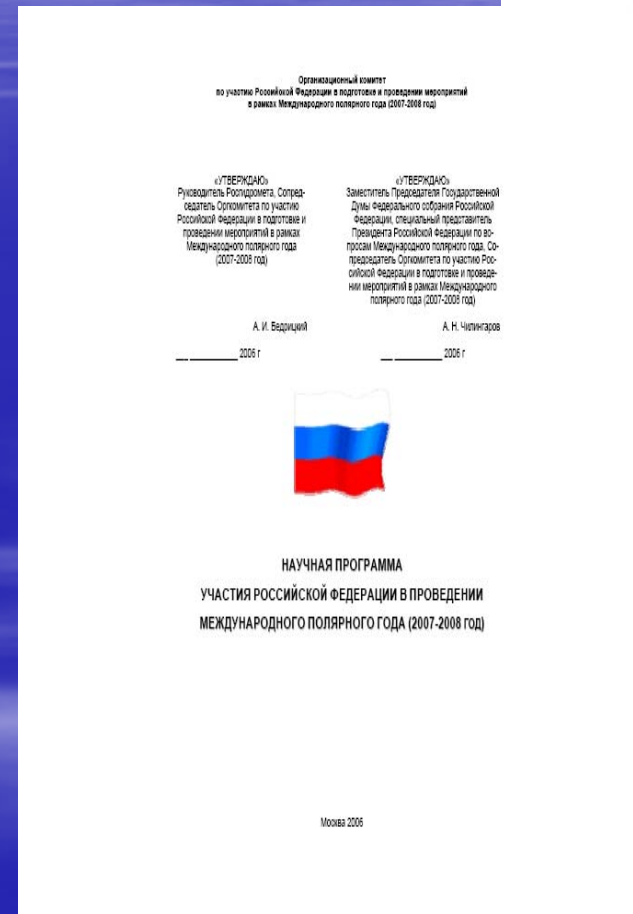 Организационный комитет
по участию Российской Федерации в подготовке и проведении мероприятий
в рамках Международного полярного года (2007-2008 год)
«УТВЕРЖДАЮ»
Руководитель Росгидромета, Сопред-
седатель Оргкомитета по участию
Российской Федерации в подготовке и
проведении мероприятий в рамках
Международного полярного года
(2007-2008 год)
А. И. Бедрицкий
__ ________ 2006 г
«УТВЕРЖДАЮ»
Заместитель Председателя Государственной
Думы Федерального собрания Российской
Федерации, специальный представитель
Президента Российской Федерации по во-
просам Международного полярного года, Со-
председатель Оргкомитета по участию Рос-
сийской Федерации в подготовке и проведе-
нии мероприятий в рамках Международного
полярного года (2007-2008 год)
А. Н. Чилингаров
__ ________ 2006 г
НАУЧНАЯ ПРОГРАММА
УЧАСТИЯ РОССИЙСКОЙ ФЕДЕРАЦИИ В ПРОВЕДЕНИИ
МЕЖДУНАРОДНОГО ПОЛЯРНОГО ГОДА (2007-2008 год)
Москва 2006